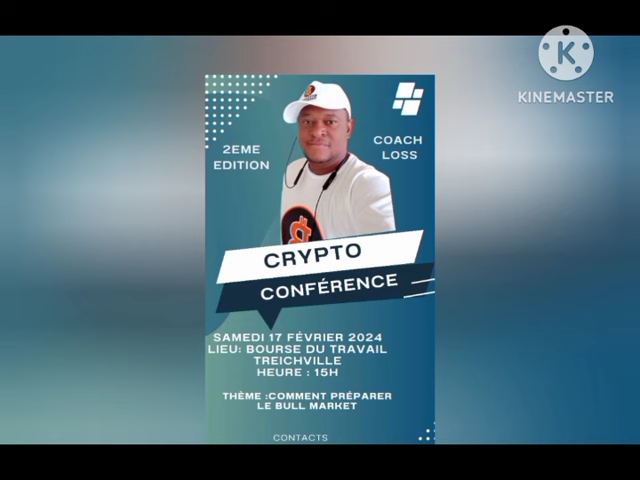 KINEMASTER
2EME
EDITION
COACH
LOSS
CRYPTO
CONFÉRENCE
SAMEDI 17 FÉVRIER 2024
LIEU: BOURSE DU TRAVAIL
TREICHVILLE
HEURE : 15H
THÈME :COMMENT PRÉPARER
LE BULL MARKET
CONTACTS